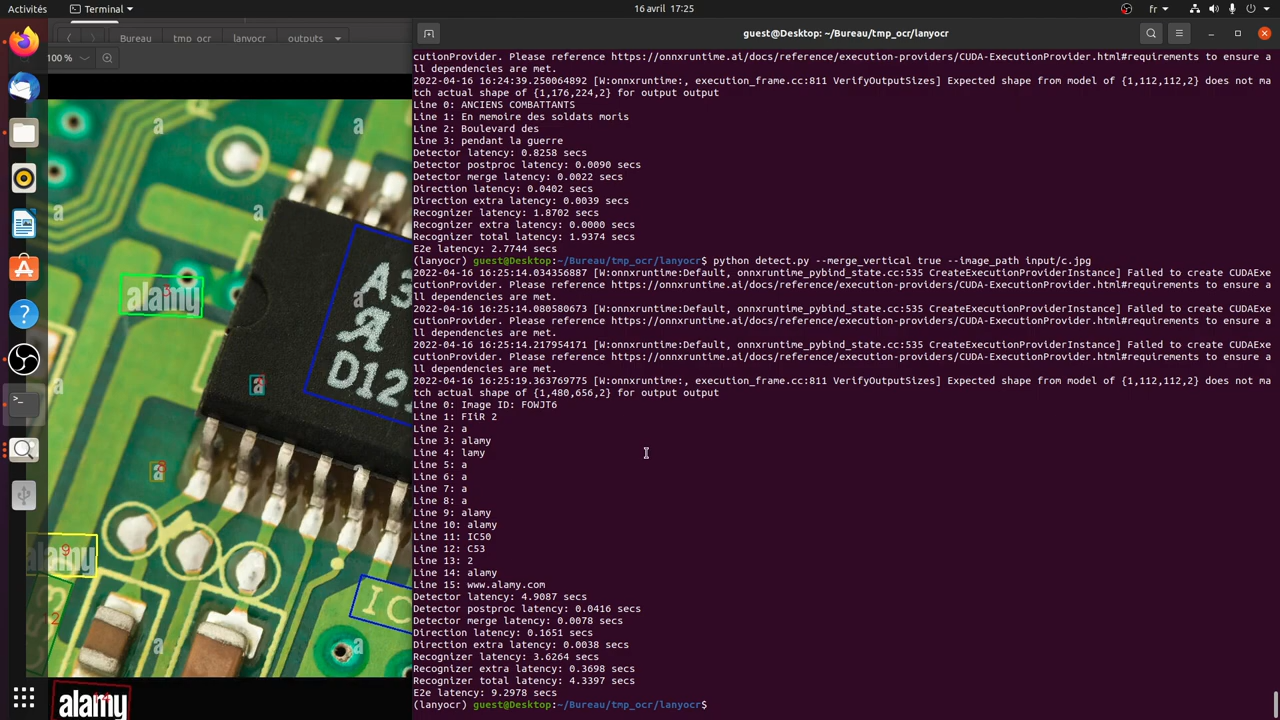 Activités
Terminal
16 avril 17:25
fr
Bureau
tmp_ocr
lanyocr
outputs
100 %
guest@Desktop: ~/Bureau/tmp_ocr/lanyocr
cutionProvider. Please reference https://onnxruntime.ai/docs/reference/execution-providers/CUDA-ExecutionProvider.html#requirements to ensure a
ll dependencies are met.
2022-04-16 16:24:39.250064892 [W:onnxruntime:, execution_frame.cc:811 VerifyOutputSizes] Expected shape from model of {1,112,112,2} does not ma
tch actual shape of {1,176,224,2} for output output
Line 0: ANCIENS COMBATTANTS
Line 1: En memoire des soldats moris
Line 2: Boulevard des
Line 3: pendant la guerre
Detector latency: 0.8258 secs
Detector postproc latency: 0.0090 secs
Detector merge latency: 0.0022 secs
Direction latency: 0.0402 secs
Direction extra latency: 0.0039 secs
Recognizer latency: 1.8702 secs
Recognizer extra latency: 0.0000 secs
Recognizer total latency: 1.9374 secs
E2e latency: 2.7744 secs
(lanyocr) guest@Desktop:~/Bureau/tmp_ocr/lanyocr$ python detect.py --merge_vertical true --image_path input/c.jpg
2022-04-16 16:25:14.034356887 [W:onnxruntime:Default, onnxruntime_pybind_state.cc:535 CreateExecutionProviderInstance] Failed to create CUDAExe
cutionProvider. Please reference https://onnxruntime.ai/docs/reference/execution-providers/CUDA-ExecutionProvider.html#requirements to ensure a
ll dependencies are met.
2022-04-16 16:25:14.080580673 [W:onnxruntime:Default, onnxruntime_pybind_state.cc:535 CreateExecutionProviderInstance] Failed to create CUDAExe
cutionProvider. Please reference https://onnxruntime.ai/docs/reference/execution-providers/CUDA-ExecutionProvider.html#requirements to ensure a
ll dependencies are met.
2022-04-16 16:25:14.217954171 [W:onnxruntime:Default, onnxruntime_pybind_state.cc:535 CreateExecutionProviderInstance] Failed to create CUDAExe
cutionProvider. Please reference https://onnxruntime.ai/docs/reference/execution-providers/CUDA-ExecutionProvider.html#requirements to ensure a
ll dependencies are met.
2022-04-16 16:25:19.363769775 [W:onnxruntime:, execution_frame.cc:811 VerifyOutputSizes] Expected shape from model of {1,112,112,2} does not ma
tch actual shape of {1,480,656,2} for output output
Line 0: Image ID: FOWJT6
Line 1: FIiR 2
Line 2: a
Line 3: alamy
Line 4: lamy
Line 5: a
Line 6: a
Line 7: a
Line 8: a
Line 9: alamy
Line 10: alamy
Line 11: IC50
Line 12: C53
Line 13: 2
Line 14: alamy
Line 15: www.alamy.com
Detector latency: 4.9087 secs
Detector postproc latency: 0.0416 secs
Detector merge latency: 0.0078 secs
Direction latency: 0.1651 secs
Direction extra latency: 0.0038 secs
Recognizer latency: 3.6264 secs
Recognizer extra latency: 0.3698 secs
Recognizer total latency: 4.3397 secs
E2e latency: 9.2978 secs
(lanyocr) guest@Desktop:~/Bureau/tmp_ocr/lanyocr$
a
a
a
a
alamy
A3
D12
a
a
alamy
9
2
IC
a
a
alamy